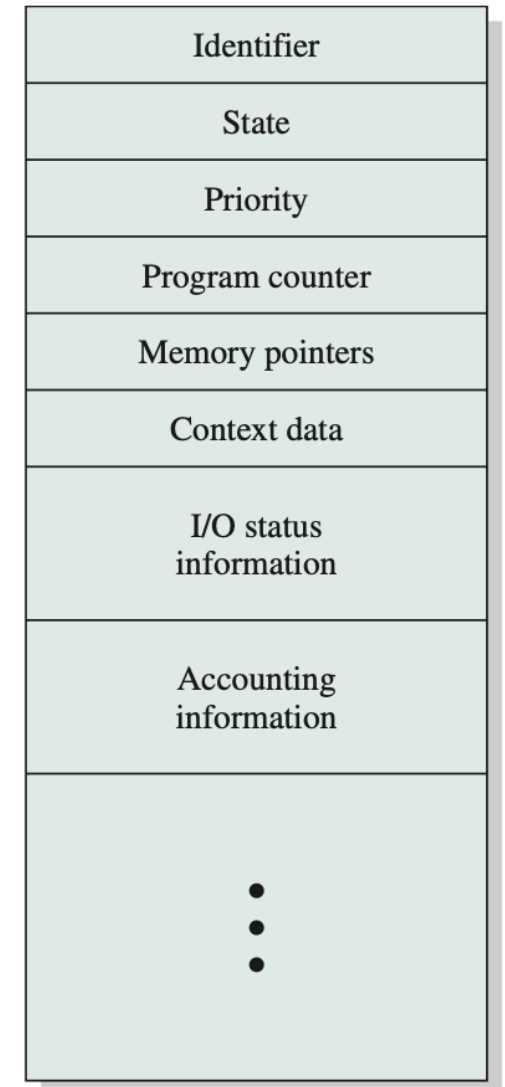 Identifier
State
Priority
Program counter
Memory pointers
Context data
I/O status
information
Accounting
information